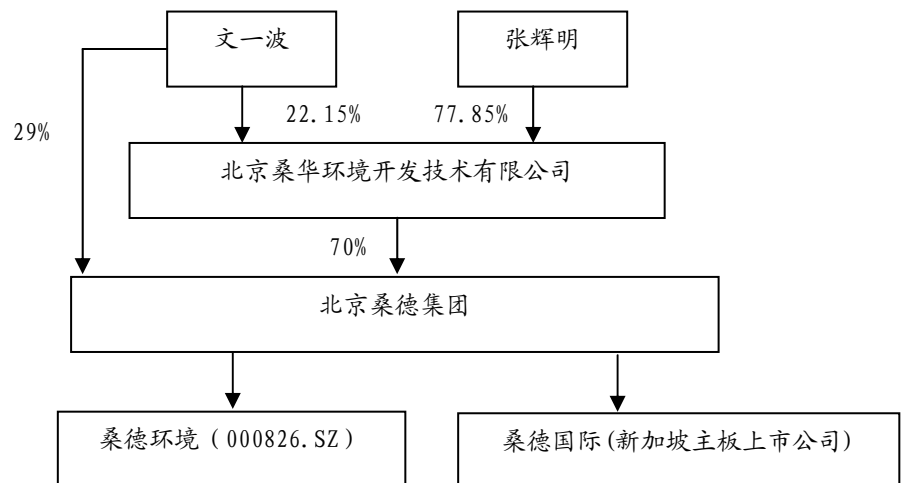 文一波
张辉明
22.15%
77.85%
29%
北京桑华环境开发技术有限公司
70%
北京桑德集团
桑德环境（000826.SZ）
桑德国际(新加坡主板上市公司)